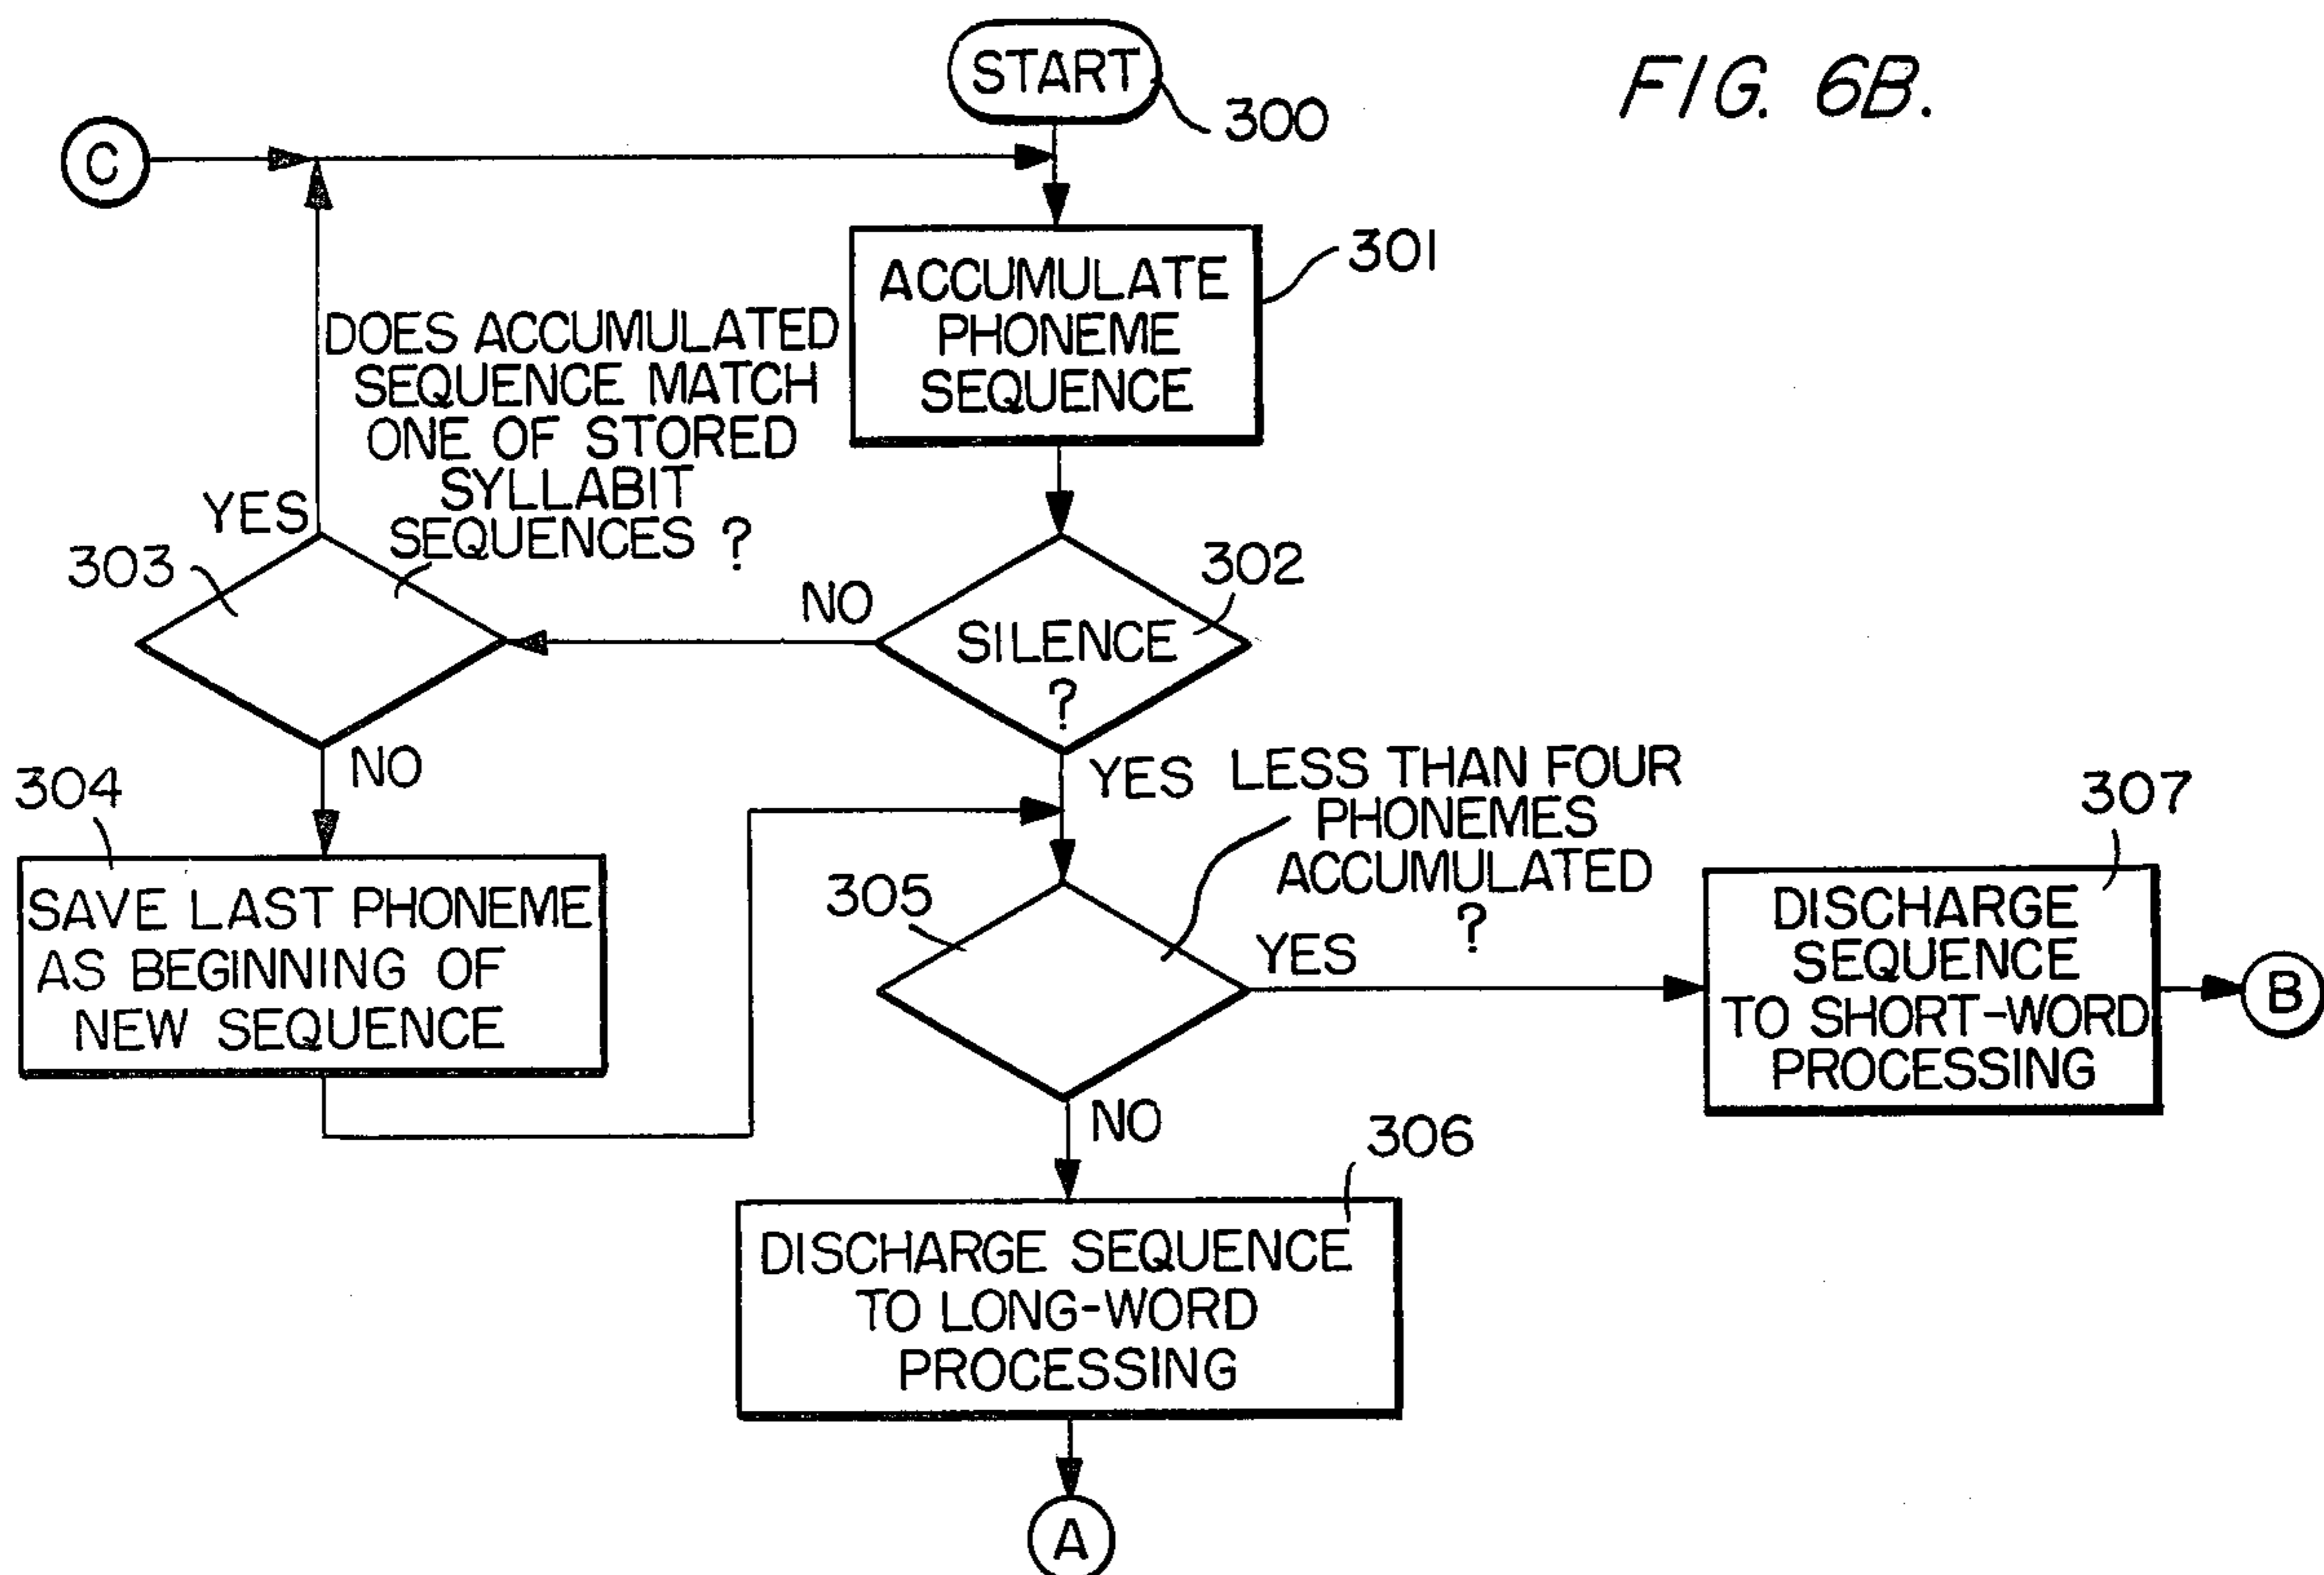 START
FIG. 6B.
300
C
301
ACCUMULATE
PHONEME
SEQUENCE
DOES ACCUMULATED
SEQUENCE MATCH
ONE OF STORED
SYLLABIT
SEQUENCES ?
YES
303
302
NO
SILENCE
?
NO
YES
304
LESS THAN FOUR
PHONEMES
ACCUMULATED
?
307
305
YES
SAVE LAST PHONEME
AS BEGINNING OF
NEW SEQUENCE
DISCHARGE
SEQUENCE
TO SHORT-WORD
PROCESSING
B
NO
306
DISCHARGE SEQUENCE
TO LONG-WORD
PROCESSING
A